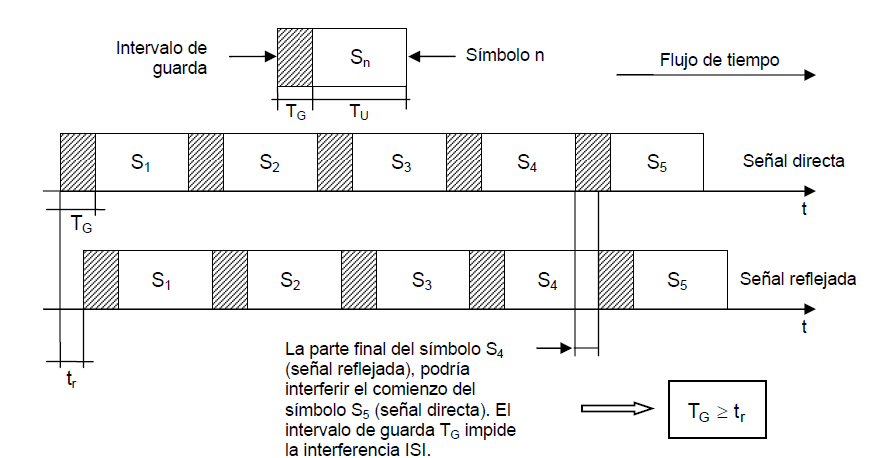 Intervalo de
guarda
Sn
Símbolo n
Flujo de tiempo
TG
TU
S1
S2
S3
S4
S5
Señal directa
t
TG
S1
S2
S3
S4
S5
Señal reflejada
t
tr
La parte final del símbolo S4
(señal reflejada), podría
interferir el comienzo del
símbolo S5 (señal directa). El
intervalo de guarda TG impide
la interferencia ISI.
TG ≥ tr